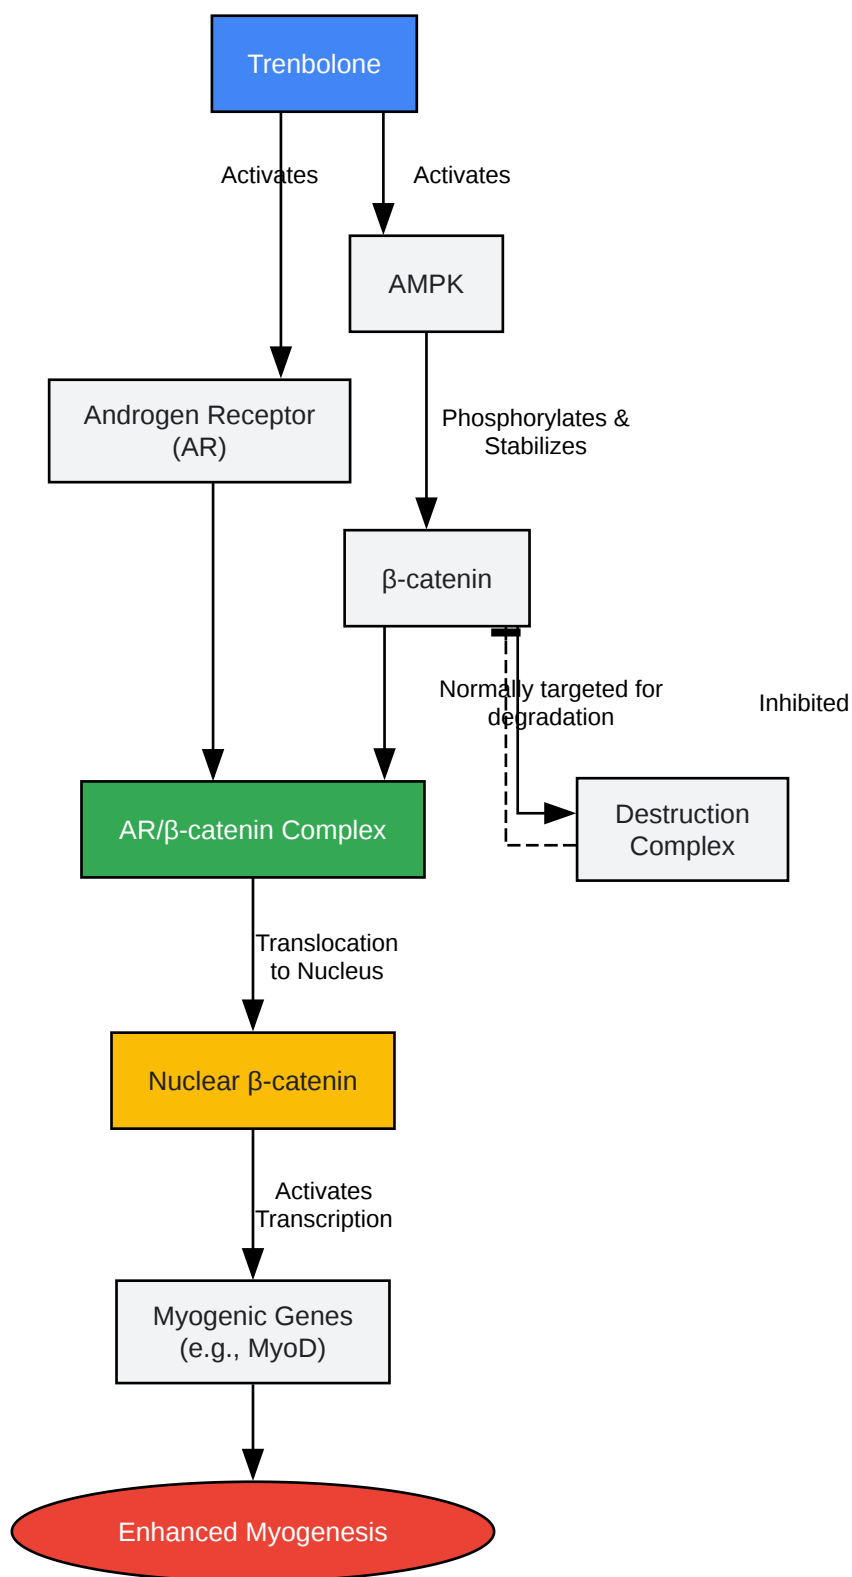 Trenbolone
Activates
Activates
AMPK
Androgen Receptor
(AR)
Phosphorylates &
Stabilizes
β-catenin
Normally targeted for
degradation
Inhibited
AR/β-catenin Complex
Destruction
Complex
Translocation
to Nucleus
Nuclear β-catenin
Activates
Transcription
Myogenic Genes
(e.g., MyoD)
Enhanced Myogenesis